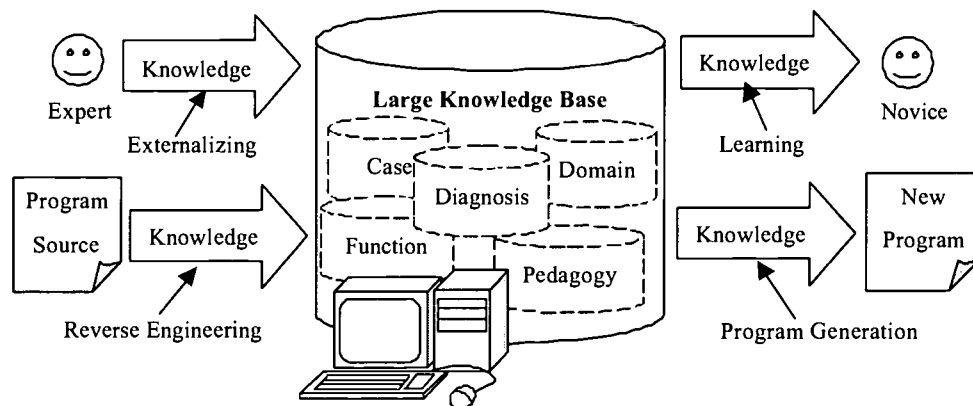 Knowledge
Knowledge
Expert
Large Knowledge Base
Novice
Externalizing
Learning
Case
Domain
Diagnosis
Program
Source
Knowledge
Function
Pedagogy
Knowledge
New
Program
Reverse Engineering
Program Generation